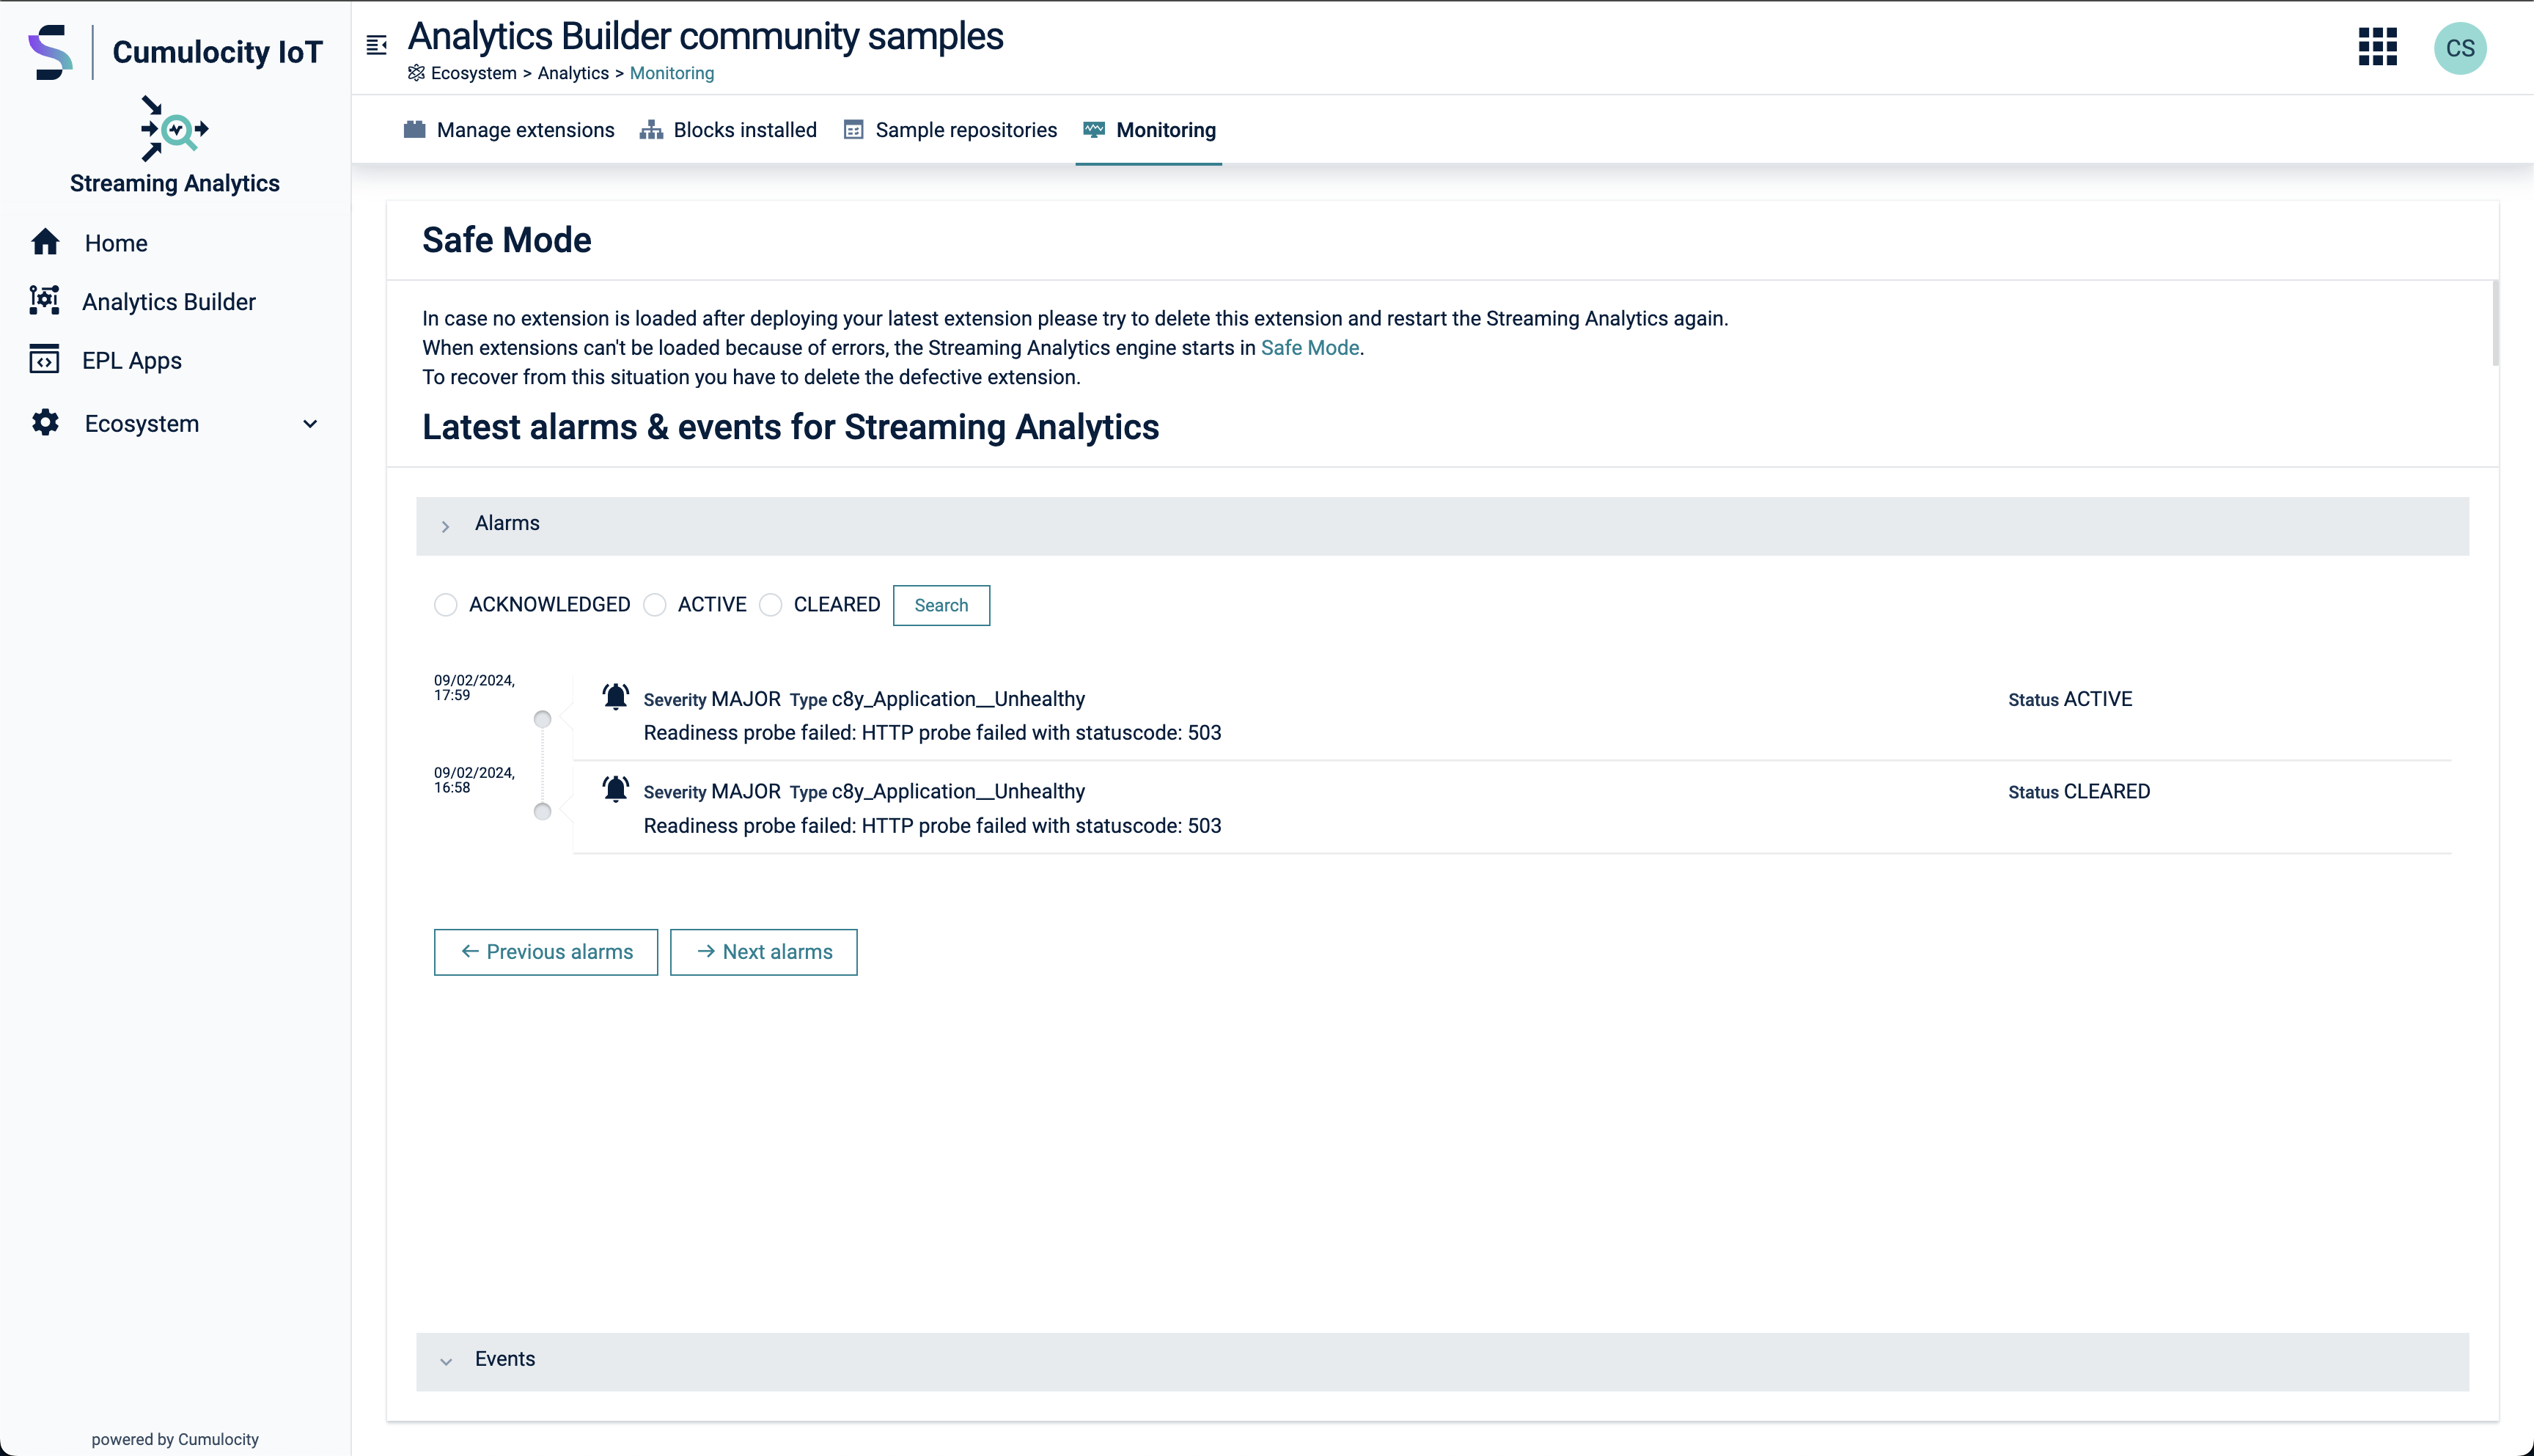 Cumulocity IoT
Streaming Analytics
Home
Analytics Builder
EPL Apps
Ecosystem
powered by Cumulocity
Analytics Builder community samples
Ecosystem > Analytics > Monitoring
CS
Manage extensions Blocks installed Sample repositories Monitoring
Safe Mode
In case no extension is loaded after deploying your latest extension please try to delete this extension and restart the Streaming Analytics again.
When extensions can't be loaded because of errors, the Streaming Analytics engine starts in Safe Mode.
To recover from this situation you have to delete the defective extension.
Latest alarms & events for Streaming Analytics
Alarms
ACKNOWLEDGED ACTIVE CLEARED Search
09/02/2024,
17:59
Severity MAJOR Type c8y_Application__Unhealthy Status ACTIVE
Readiness probe failed: HTTP probe failed with statuscode: 503
09/02/2024,
16:58
Severity MAJOR Type c8y_Application__Unhealthy Status CLEARED
Readiness probe failed: HTTP probe failed with statuscode: 503
← Previous alarms → Next alarms
Events